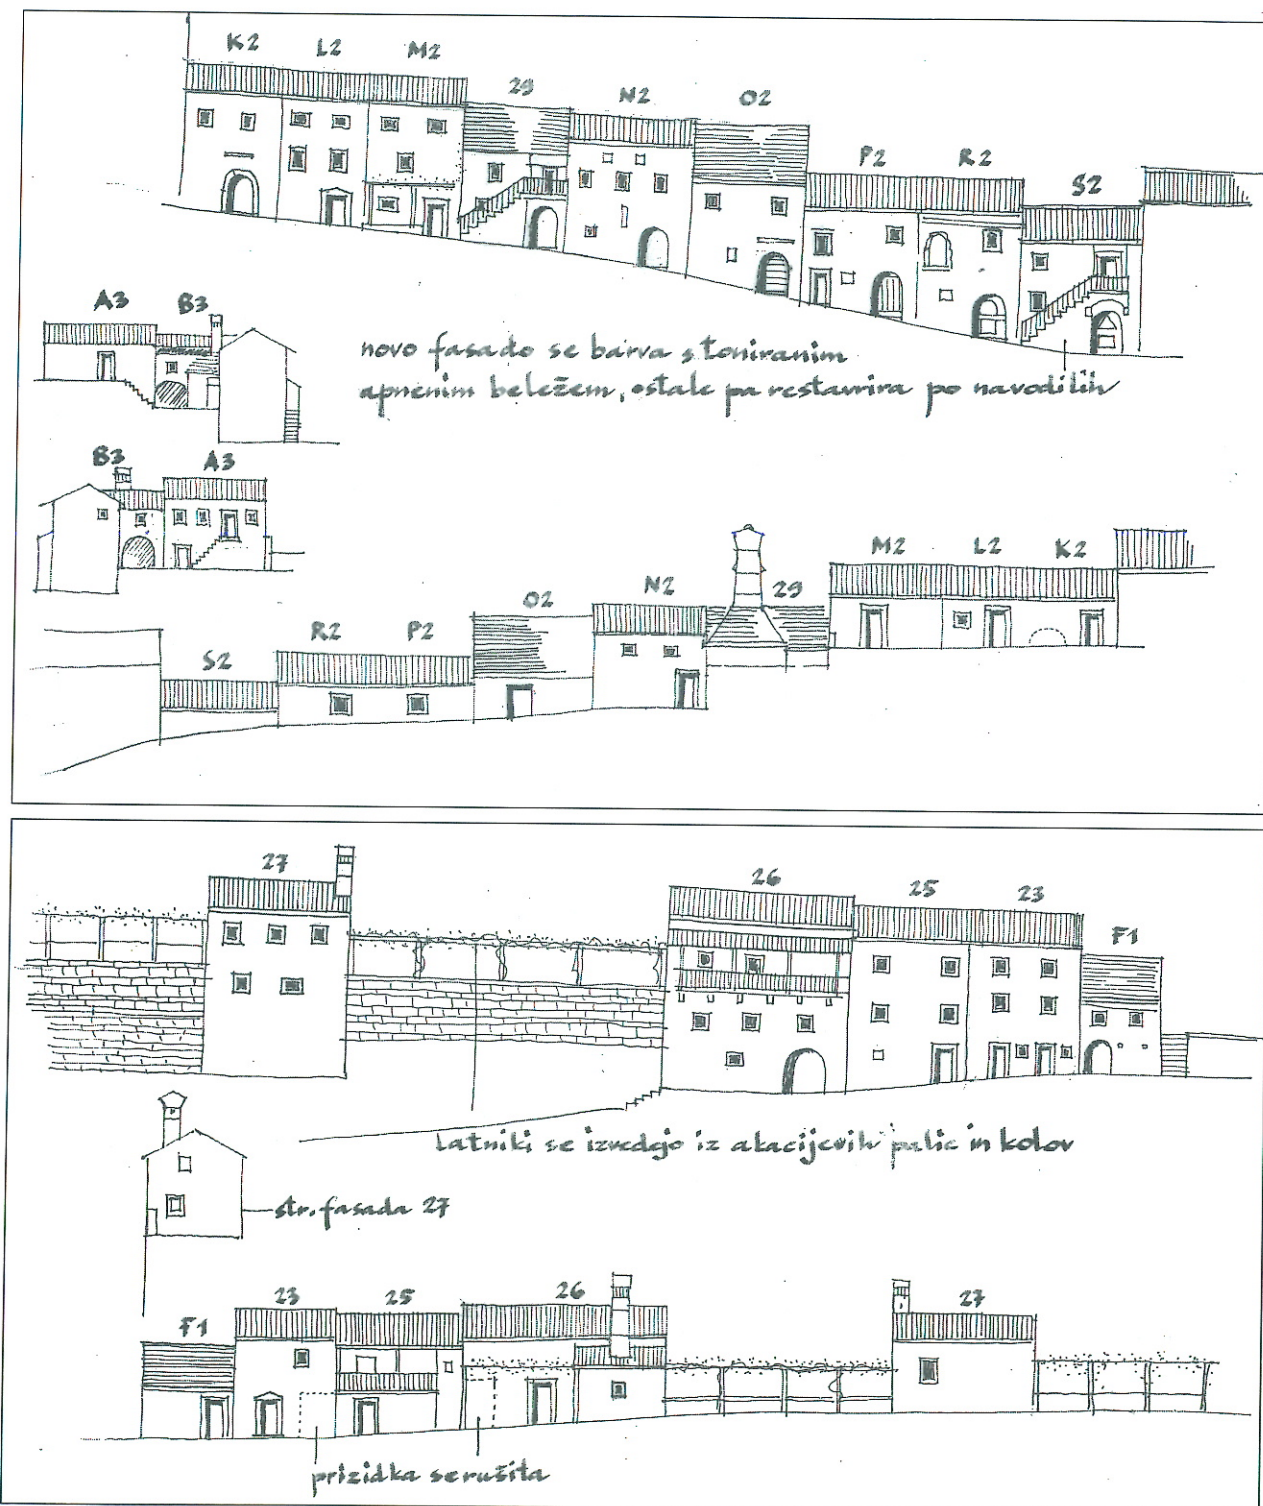 K2 L2 M2 29 N2 O2 P2 R2 S2
A3 B3
novo fasado se barva s toniranim
apnenim beležem, ostale pa restavrira po navodilih
B3 A3
S2 R2 P2 O2 N2 29 M2 L2 K2
27 26 25 23 F1
Latniki se izvedejo iz akacijevih palic in kolov
str. fasada 27
F1 23 25 26 27
prizidka se rušita